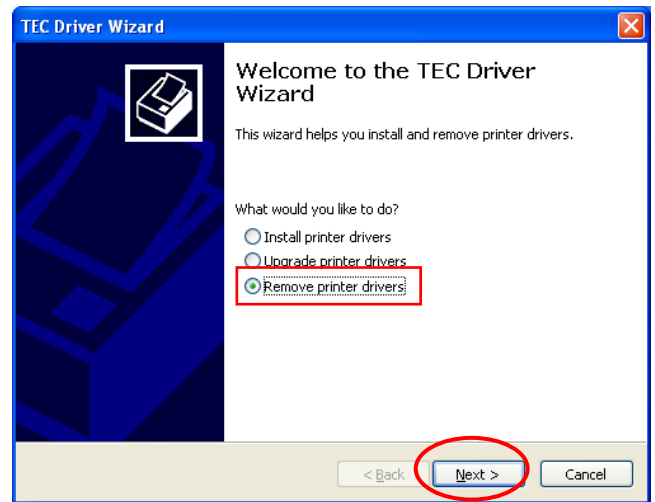 TEC Driver Wizard
Welcome to the TEC Driver
Wizard
This wizard helps you install and remove printer drivers.
What would you like to do?
Install printer drivers
Upgrade printer drivers
Remove printer drivers
< Back Next > Cancel